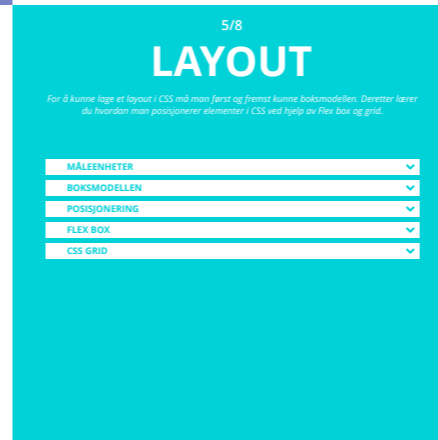 5/8
LAYOUT
For å kunne lage et layout i CSS må man først og fremst kunne boksmodellen. Deretter lærer
du hvordan man posisjonerer elementer i CSS ved hjelp av Flex box og grid.
MÅLEENHETER
BOKSMODELLEN
POSISJONERING
FLEX BOX
CSS GRID